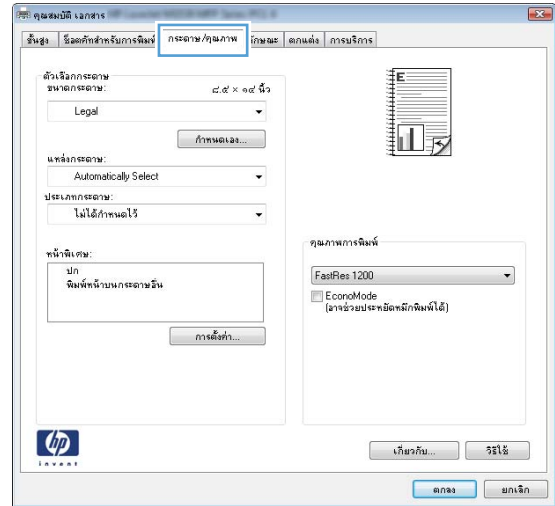 คุณสมบัติ เอกสาร
ขั้นสูง ช็อตคัทสำหรับการพิมพ์ กระดาษ/คุณภาพ ลักษณะ ตกแต่ง การบริการ
ตัวเลือกกระดาษ
ขนาดกระดาษ: ๘.๕ × ๑๔ นิ้ว
Legal
กำหนดเอง...
แหล่งกระดาษ:
Automatically Select
ประเภทกระดาษ:
ไม่ได้กำหนดไว้
หน้าพิเศษ:
ปก
พิมพ์หน้าบนกระดาษอื่น
การตั้งค่า...
E
1
คุณภาพการพิมพ์
FastRes 1200
EconoMode
(อาจช่วยประหยัดหมึกพิมพ์ได้)
hp
invent
เกี่ยวกับ... วิธีใช้
ตกลง ยกเลิก